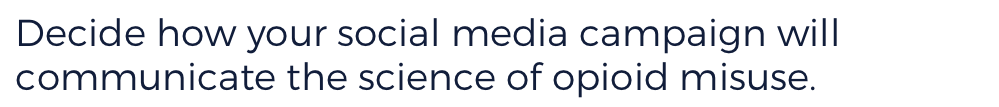 Decide how your social media campaign will
communicate the science of opioid misuse.